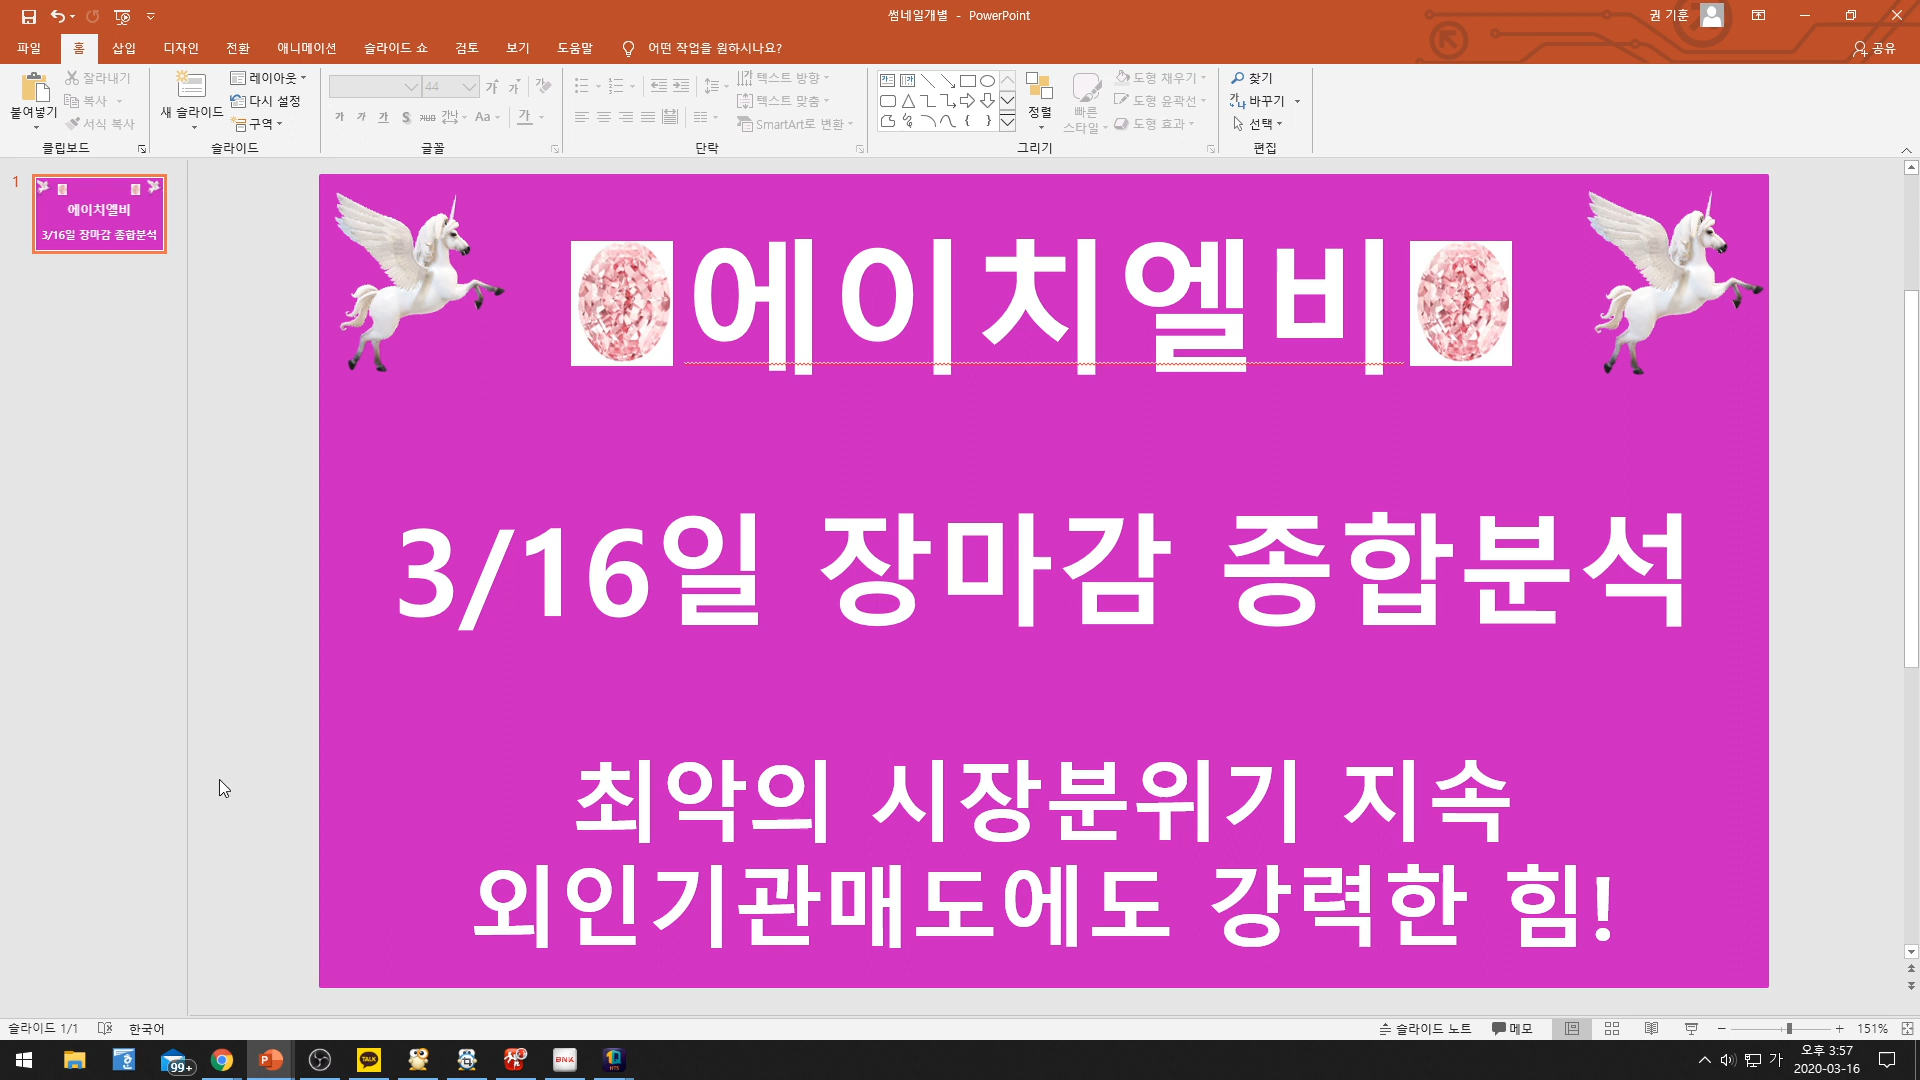 썸네일개별 - PowerPoint
권 기훈
파일 홈 삽입 디자인 전환 애니메이션 슬라이드 쇼 검토 보기 도움말 어떤 작업을 원하시나요? 공유
붙여넣기
잘라내기
복사
서식 복사
클립보드
새 슬라이드
레이아웃
다시 설정
구역
슬라이드
44
가 가 가 S Aa 가
글꼴
텍스트 방향
텍스트 맞춤
SmartArt로 변환
단락
정렬
빠른 스타일
도형 채우기
도형 윤곽선
도형 효과
그리기
찾기
바꾸기
선택
편집
1
에이치엘비
3/16일 장마감 종합분석
에이치엘비
3/16일 장마감 종합분석
최악의 시장분위기 지속
외인기관매도에도 강력한 힘!
슬라이드 1/1 한국어
슬라이드 노트 메모 151%
99+
TALK
BNK
가
오후 3:57
2020-03-16